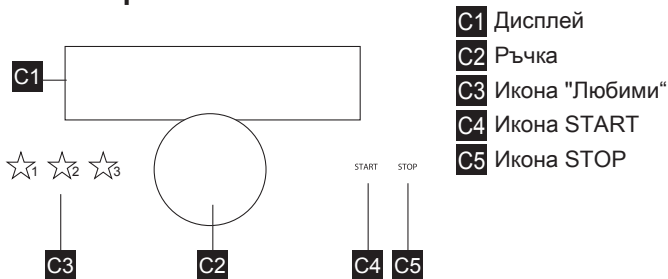 C1 Дисплей
C2 Ръчка
C3 Икона "Любими“
C4 Икона START
C5 Икона STOP
C1
1 2 3
START STOP
C3 C2 C4 C5